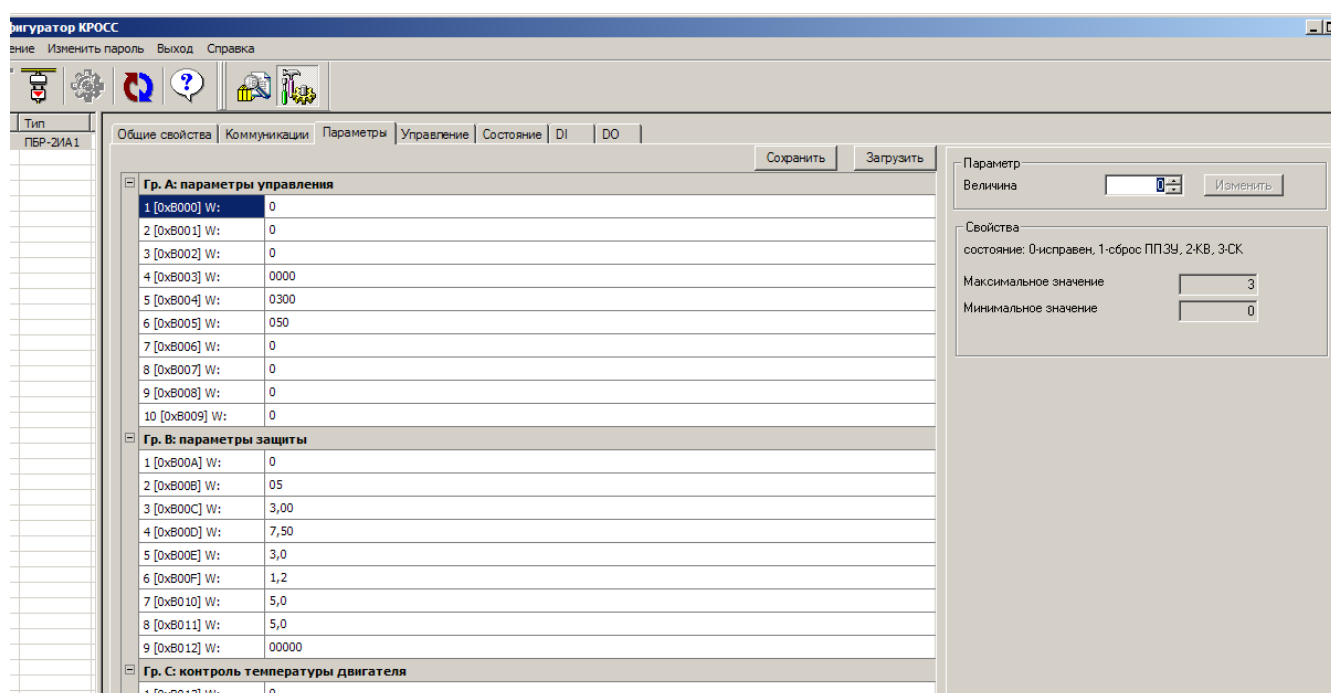 фигуратор КРОСС
ение Изменить пароль Выход Справка
Тип
ПБР-2ИА1
Общие свойства Коммуникации Параметры Управление Состояние DI DO
Сохранить Загрузить
Гр. А: параметры управления
1 [0xB000] W: 0
2 [0xB001] W: 0
3 [0xB002] W: 0
4 [0xB003] W: 0000
5 [0xB004] W: 0300
6 [0xB005] W: 050
7 [0xB006] W: 0
8 [0xB007] W: 0
9 [0xB008] W: 0
10 [0xB009] W: 0
Гр. В: параметры защиты
1 [0xB00A] W: 0
2 [0xB00B] W: 05
3 [0xB00C] W: 3,00
4 [0xB00D] W: 7,50
5 [0xB00E] W: 3,0
6 [0xB00F] W: 1,2
7 [0xB010] W: 5,0
8 [0xB011] W: 5,0
9 [0xB012] W: 00000
Гр. С: контроль температуры двигателя
1 [0xB013] W: 0
Параметр
Величина 0 Изменить
Свойства
состояние: 0-исправен, 1-сброс ППЗУ, 2-КВ, 3-СК
Максимальное значение 3
Минимальное значение 0